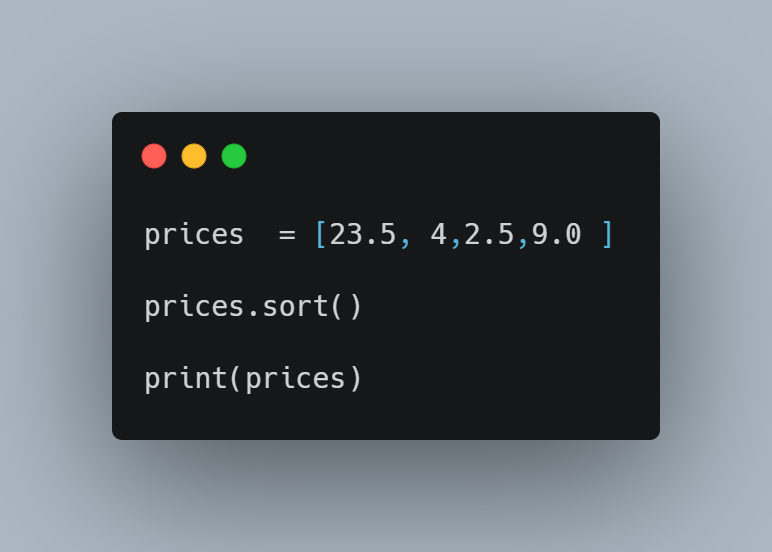 prices  = [23.5, 4,2.5,9.0 ]
prices.sort()
print(prices)